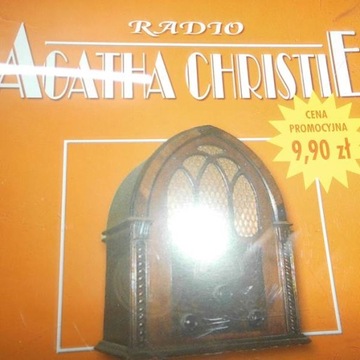 RADIO
AGATHA CHRISTIE
CENA
PROMOCYJNA
9,90 zł